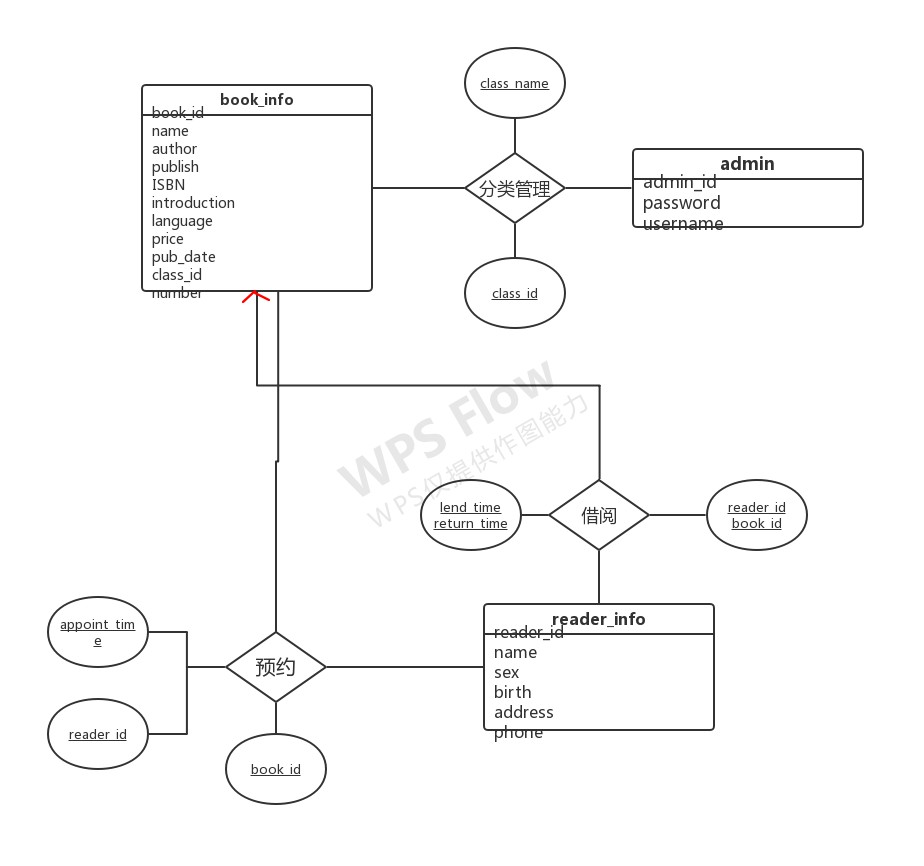 class_name
book_info
book_id
name
author
publish
ISBN
introduction
language
price
pub_date
class_id
number
分类管理
admin
admin_id
password
username
class_id
WPS Flow
WPS仅提供作图能力
lend_time
return_time
借阅
reader_id
book_id
reader_info
reader_id
name
sex
birth
address
phone
appoint_tim
e
预约
reader_id
book_id